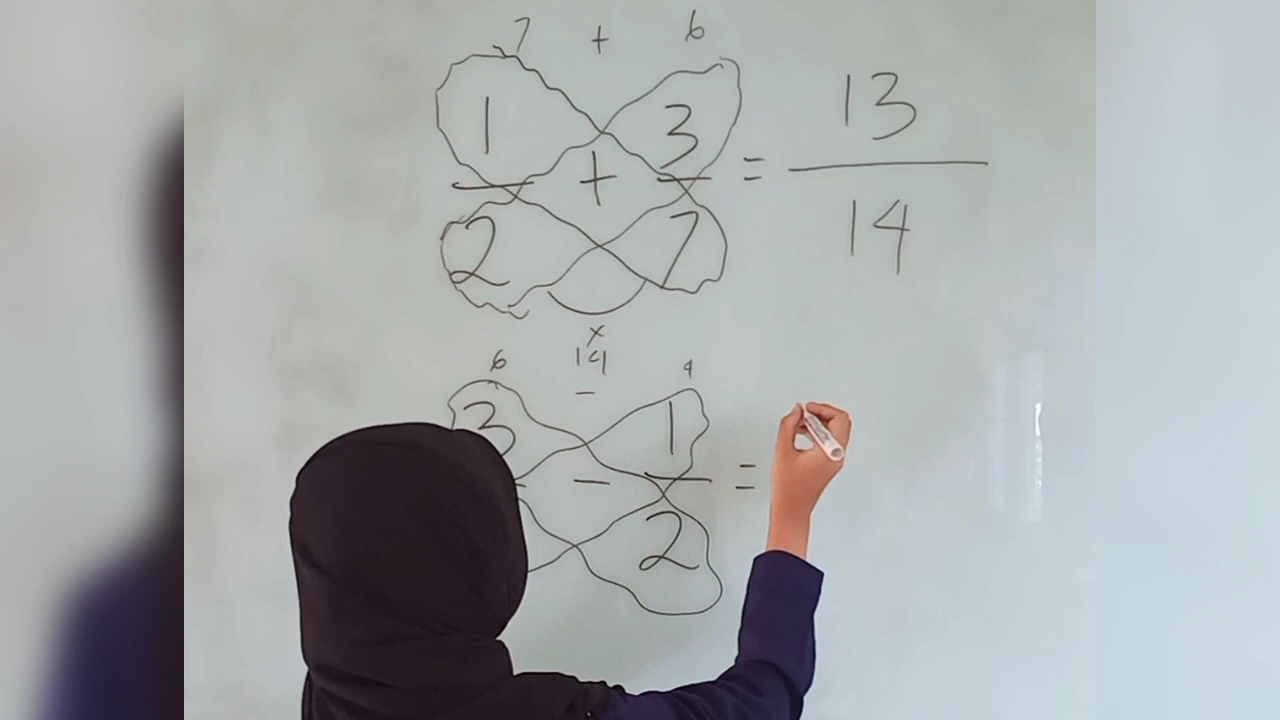 7 + 6
1/2 + 3/7 = 13/14
x
14
6 - 4
3 - 1/2 =